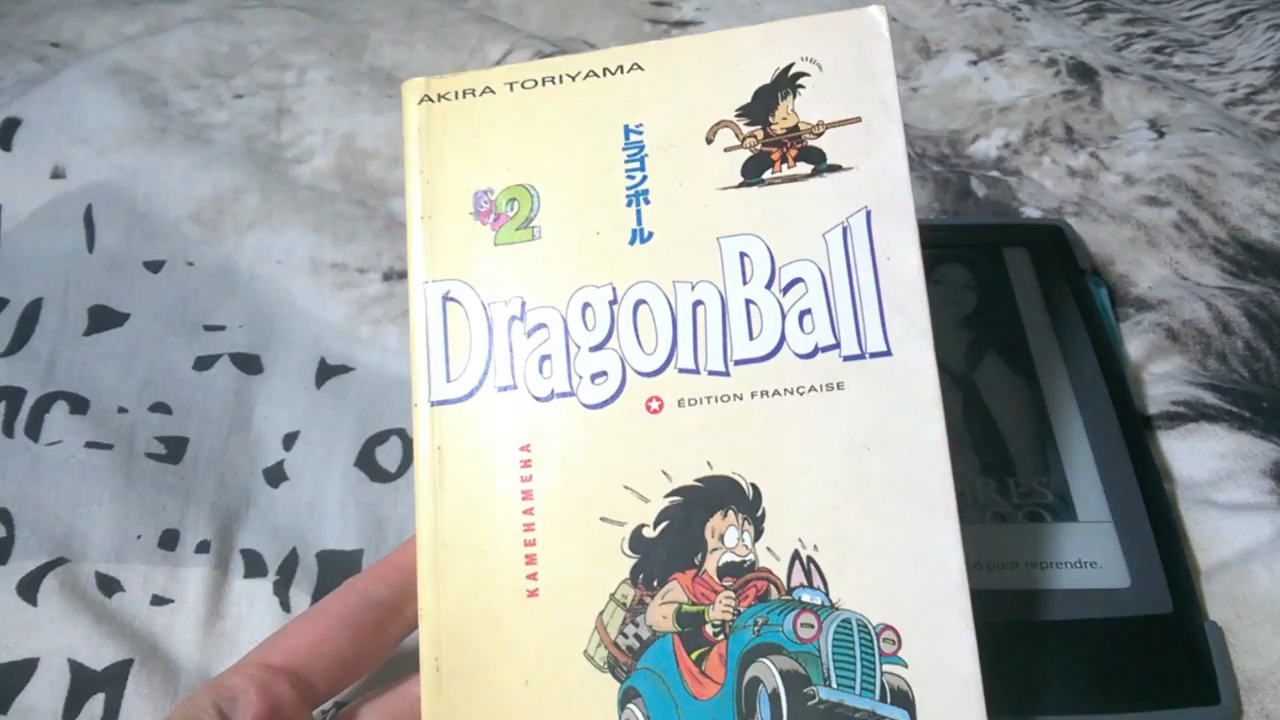 AKIRA TORIYAMA
ドラゴンボール
2
DragonBall
ÉDITION FRANÇAISE
KAMEHAMEHA
pour reprendre.